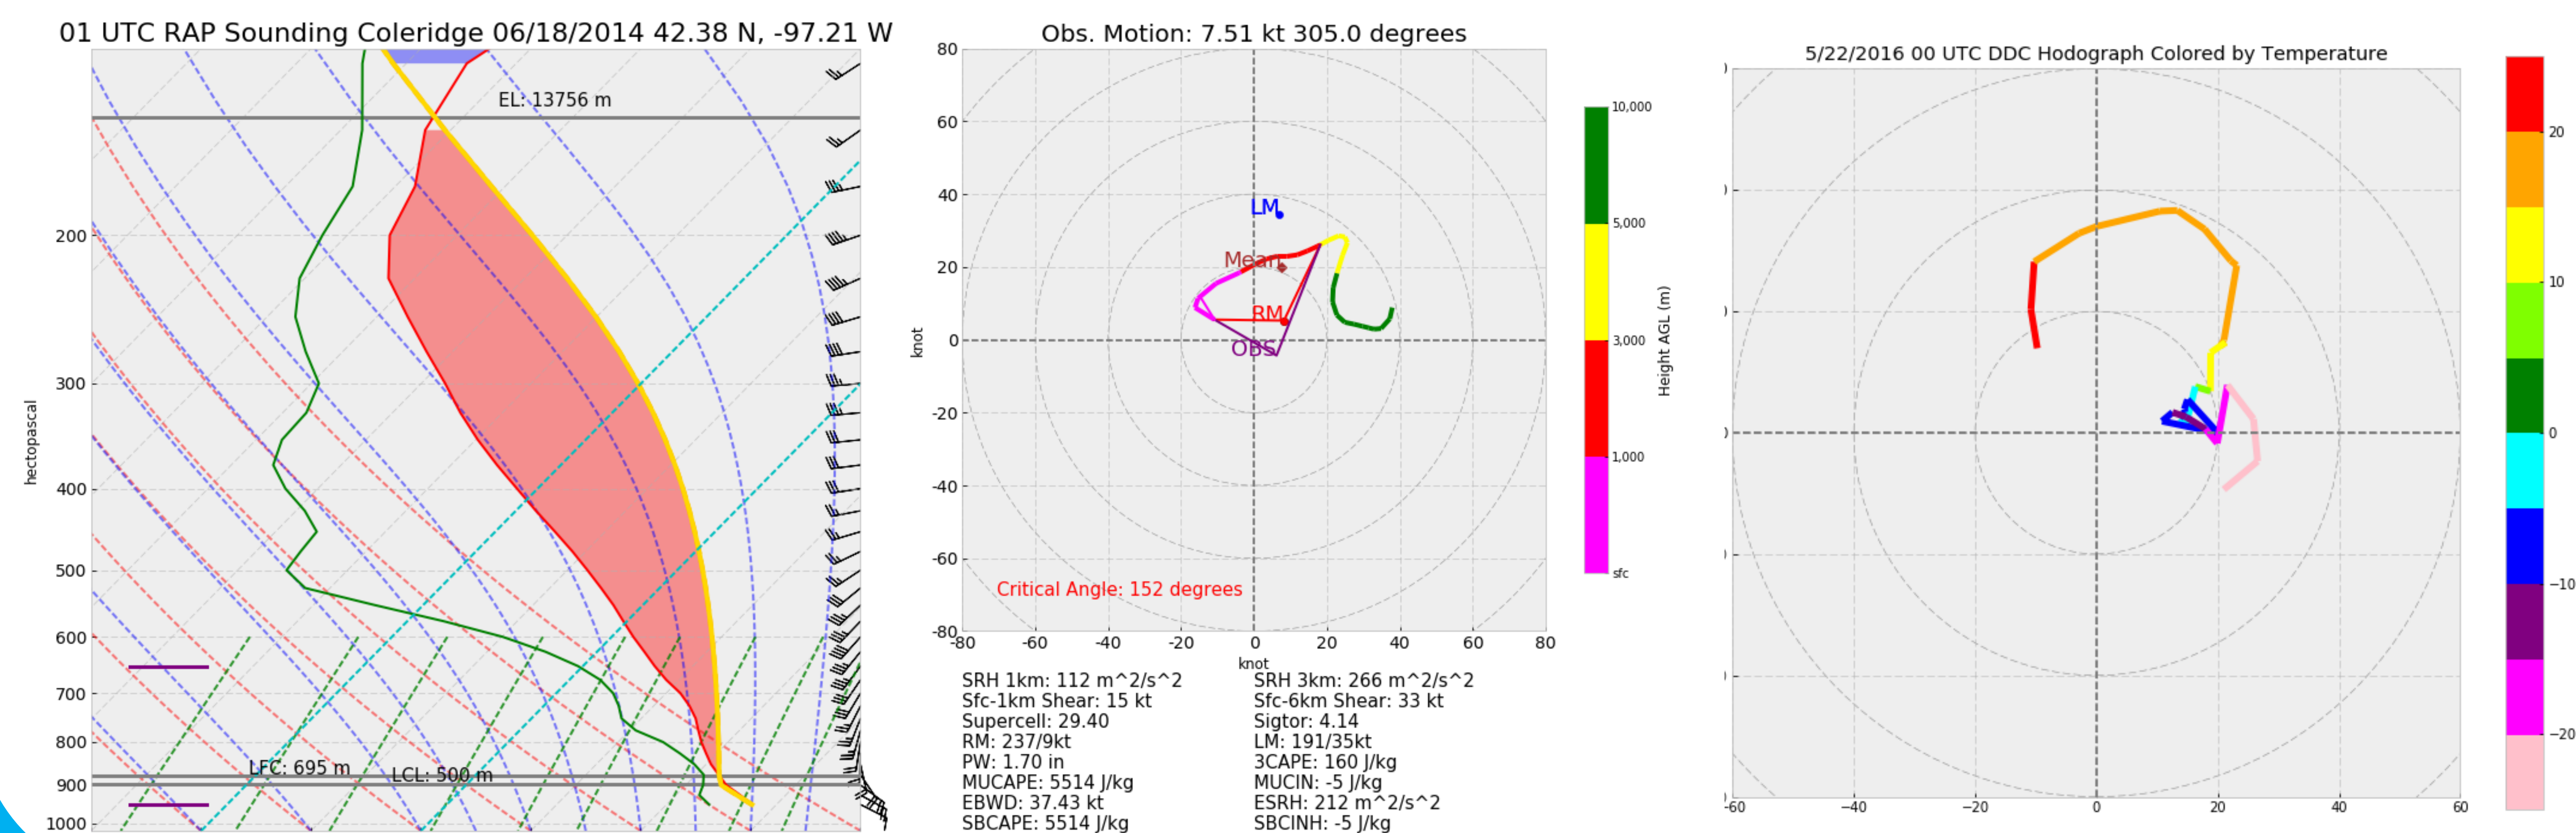 01 UTC RAP Sounding Coleridge 06/18/2014 42.38 N, -97.21 W
EL: 13756 m
200
300
400
500
600
700
800
900
1000
hectopascal
LFC: 695 m
LCL: 500 m
Obs. Motion: 7.51 kt 305.0 degrees
80
60
40
20
0
-20
-40
-60
-80
knot
LM
Mean
RM
OBS
Critical Angle: 152 degrees
-80 -60 -40 -20 0 20 40 60 80
knot
10,000
5,000
3,000
1,000
sfc
Height AGL (m)
SRH 1km: 112 m^2/s^2
SRH 3km: 266 m^2/s^2
Sfc-1km Shear: 15 kt
Sfc-6km Shear: 33 kt
Supercell: 29.40
Sigtor: 4.14
RM: 237/9kt
LM: 191/35kt
PW: 1.70 in
3CAPE: 160 J/kg
MUCAPE: 5514 J/kg
MUCIN: -5 J/kg
EBWD: 37.43 kt
ESRH: 212 m^2/s^2
SBCAPE: 5514 J/kg
SBCINH: -5 J/kg
5/22/2016 00 UTC DDC Hodograph Colored by Temperature
-60 −40 −20 0 20 40 60
20
10
0
−10
−20